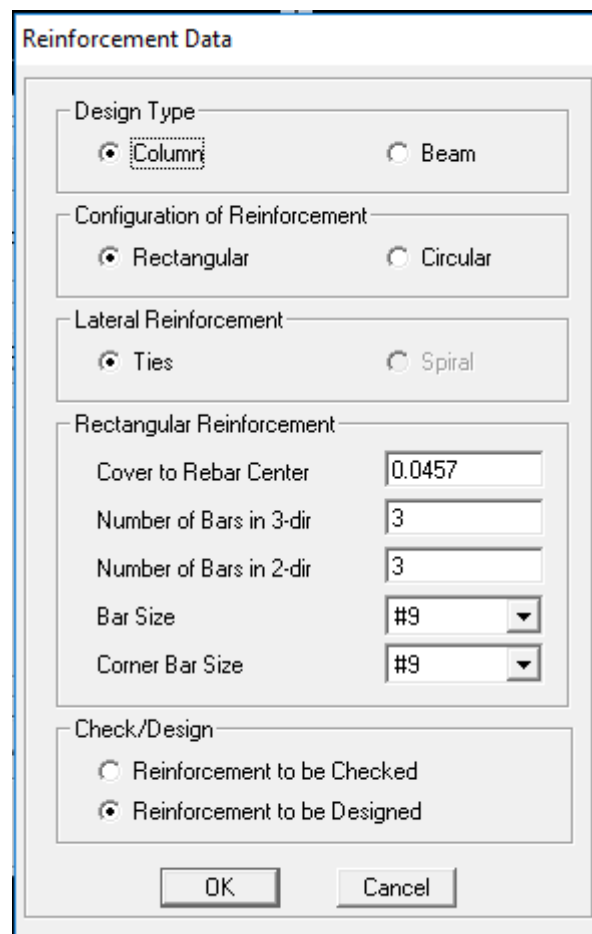 Reinforcement Data
Design Type
Column Beam
Configuration of Reinforcement
Rectangular Circular
Lateral Reinforcement
Ties Spiral
Rectangular Reinforcement
Cover to Rebar Center 0.0457
Number of Bars in 3-dir 3
Number of Bars in 2-dir 3
Bar Size #9
Corner Bar Size #9
Check/Design
Reinforcement to be Checked
Reinforcement to be Designed
OK Cancel